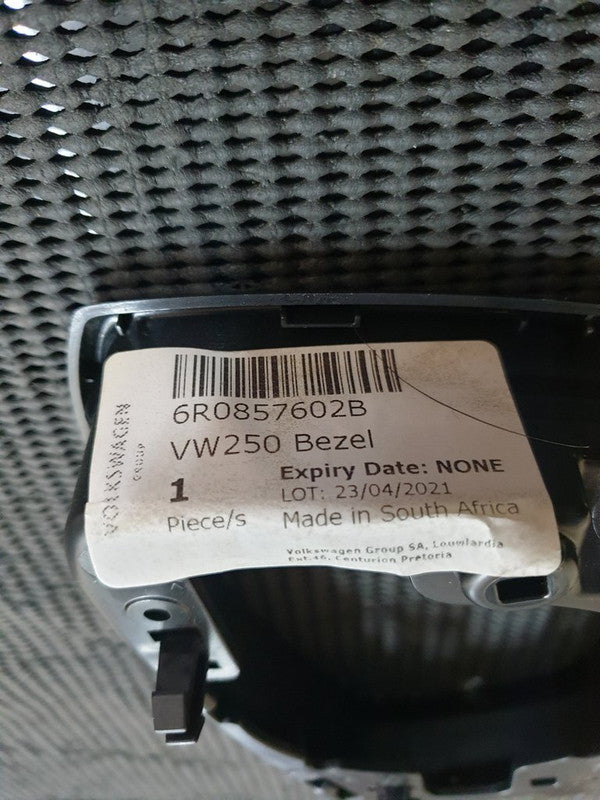 6R0857602B
VW250 Bezel
VOLKSWAGEN
GROUP
1
Piece/s
Expiry Date: NONE
LOT: 23/04/2021
Made in South Africa
Volkswagen Group SA, Louwlardia
Ext.46, Centurion Pretoria